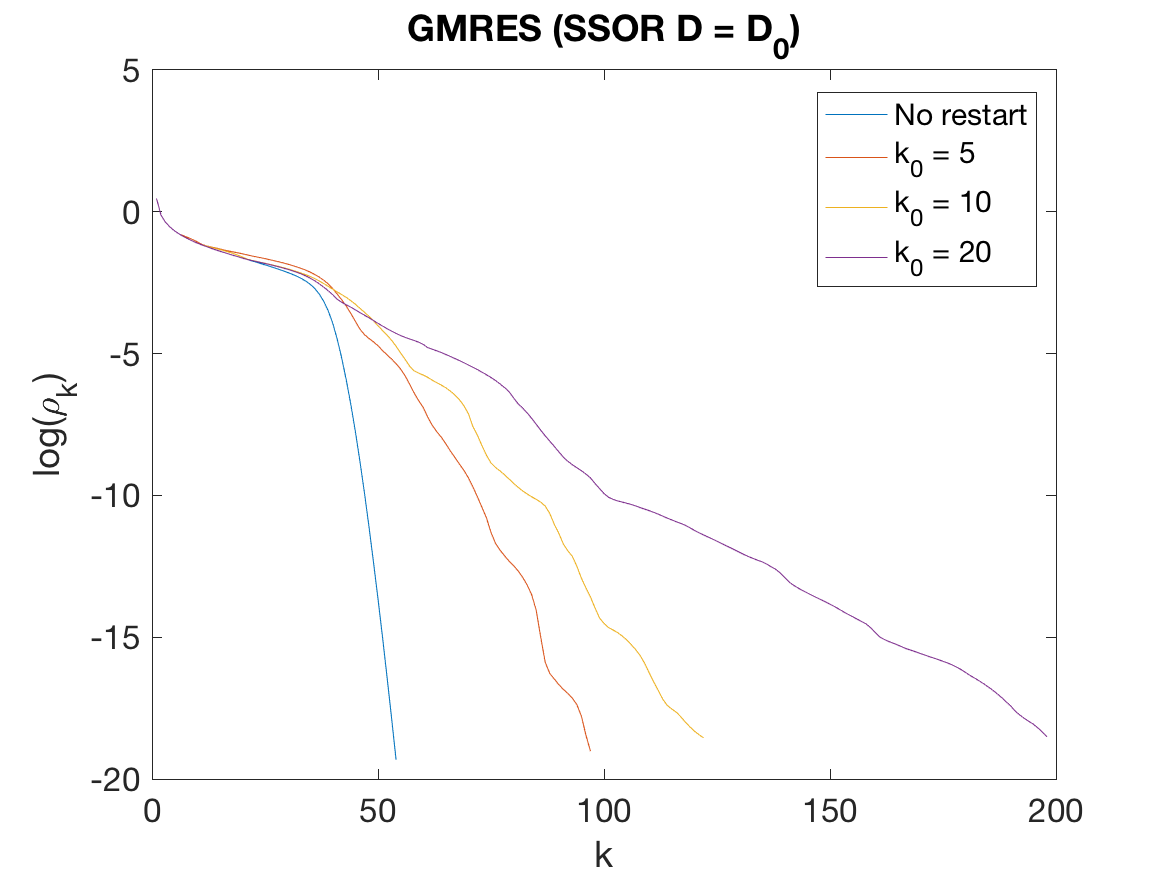 GMRES (SSOR D = D₀)
No restart
k₀ = 5
k₀ = 10
k₀ = 20
log(ρₖ)
5
0
-5
-10
-15
-20
0 50 100 150 200
k